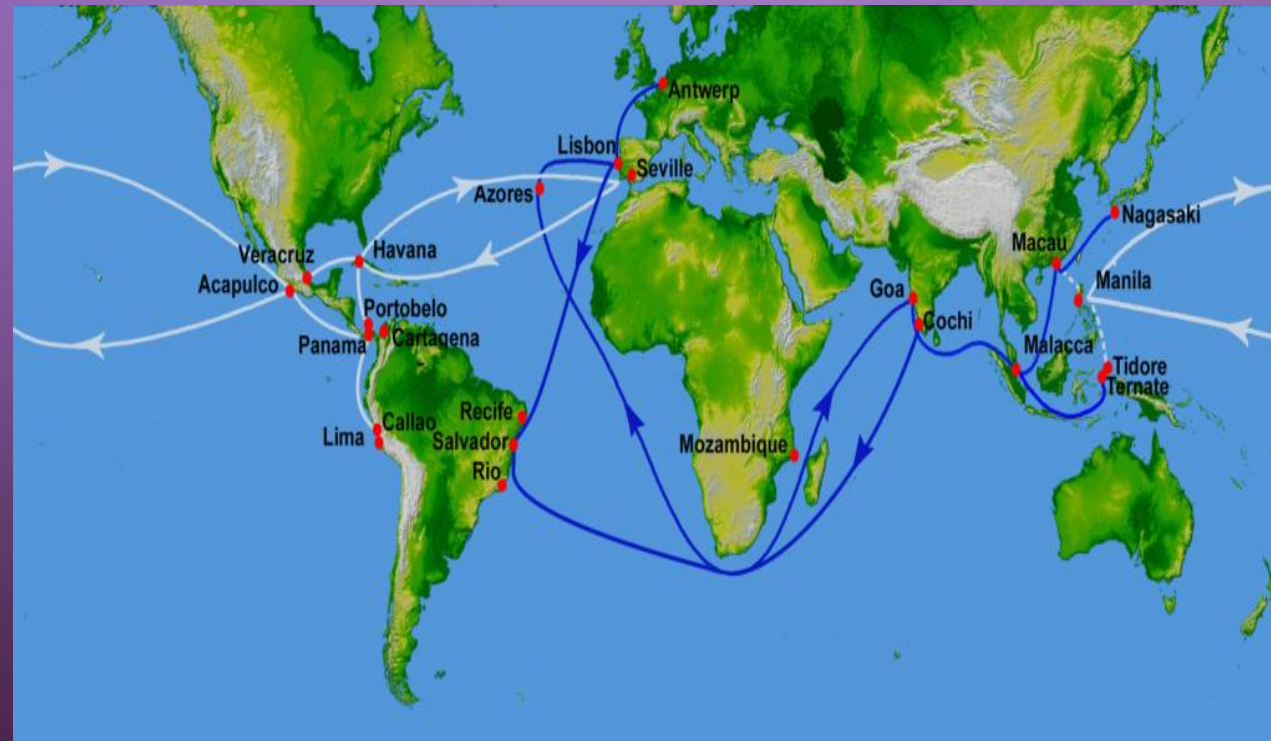 Antwerp
Lisbon
Seville
Azores
Nagasaki
Macau
Havana
Veracruz
Manila
Acapulco
Goa
Cochi
Portobelo
Cartagena
Panama
Malacca
Tidore
Ternate
Recife
Callao
Lima
Salvador
Mozambique
Rio